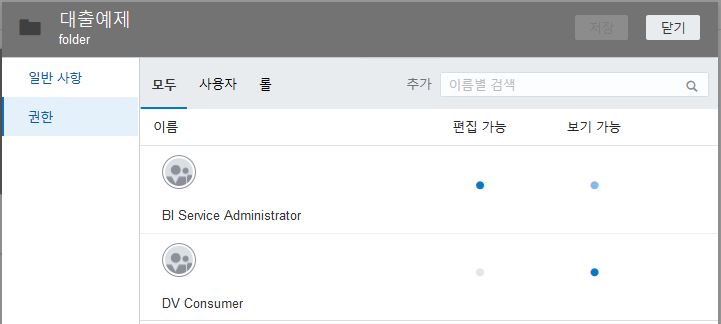 대출예제
folder
저장
닫기
일반 사항
권한
모두
사용자
롤
추가
이름별 검색
이름
편집 가능
보기 가능
BI Service Administrator
DV Consumer